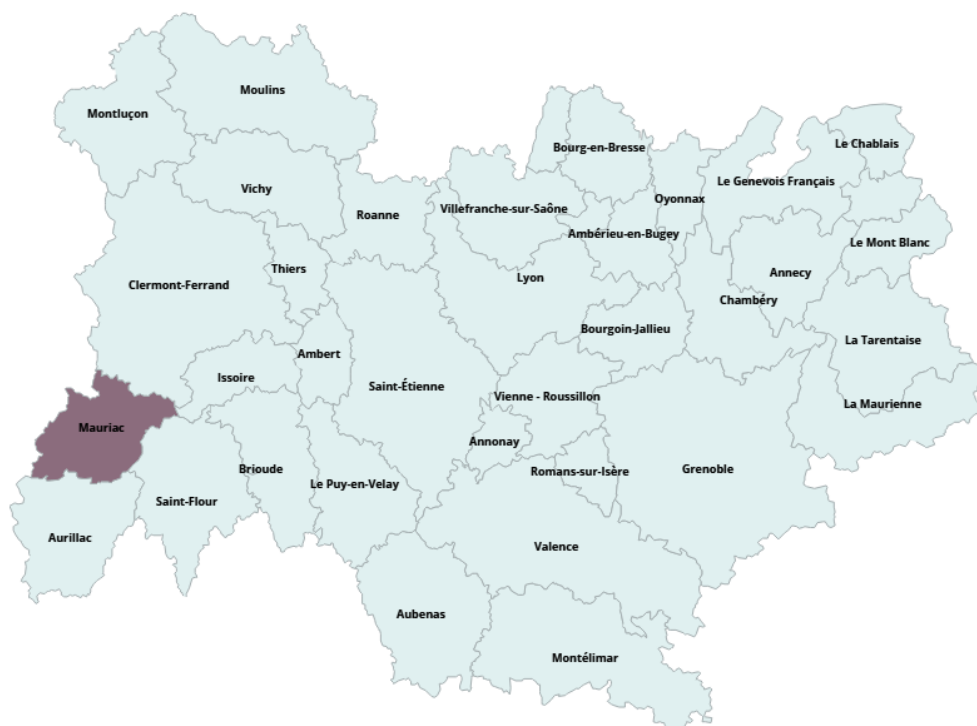 Moulins
Montluçon
Le Chablais
Bourg-en-Bresse
Le Genevois Français
Vichy
Oyonnax
Villefranche-sur-Saône
Roanne
Ambérieu-en-Bugey
Le Mont Blanc
Thiers
Annecy
Lyon
Clermont-Ferrand
Chambéry
Bourgoin-Jallieu
La Tarentaise
Ambert
Issoire
Saint-Étienne
Vienne - Roussillon
La Maurienne
Mauriac
Annonay
Brioude
Grenoble
Romans-sur-Isère
Le Puy-en-Velay
Saint-Flour
Aurillac
Valence
Aubenas
Montélimar